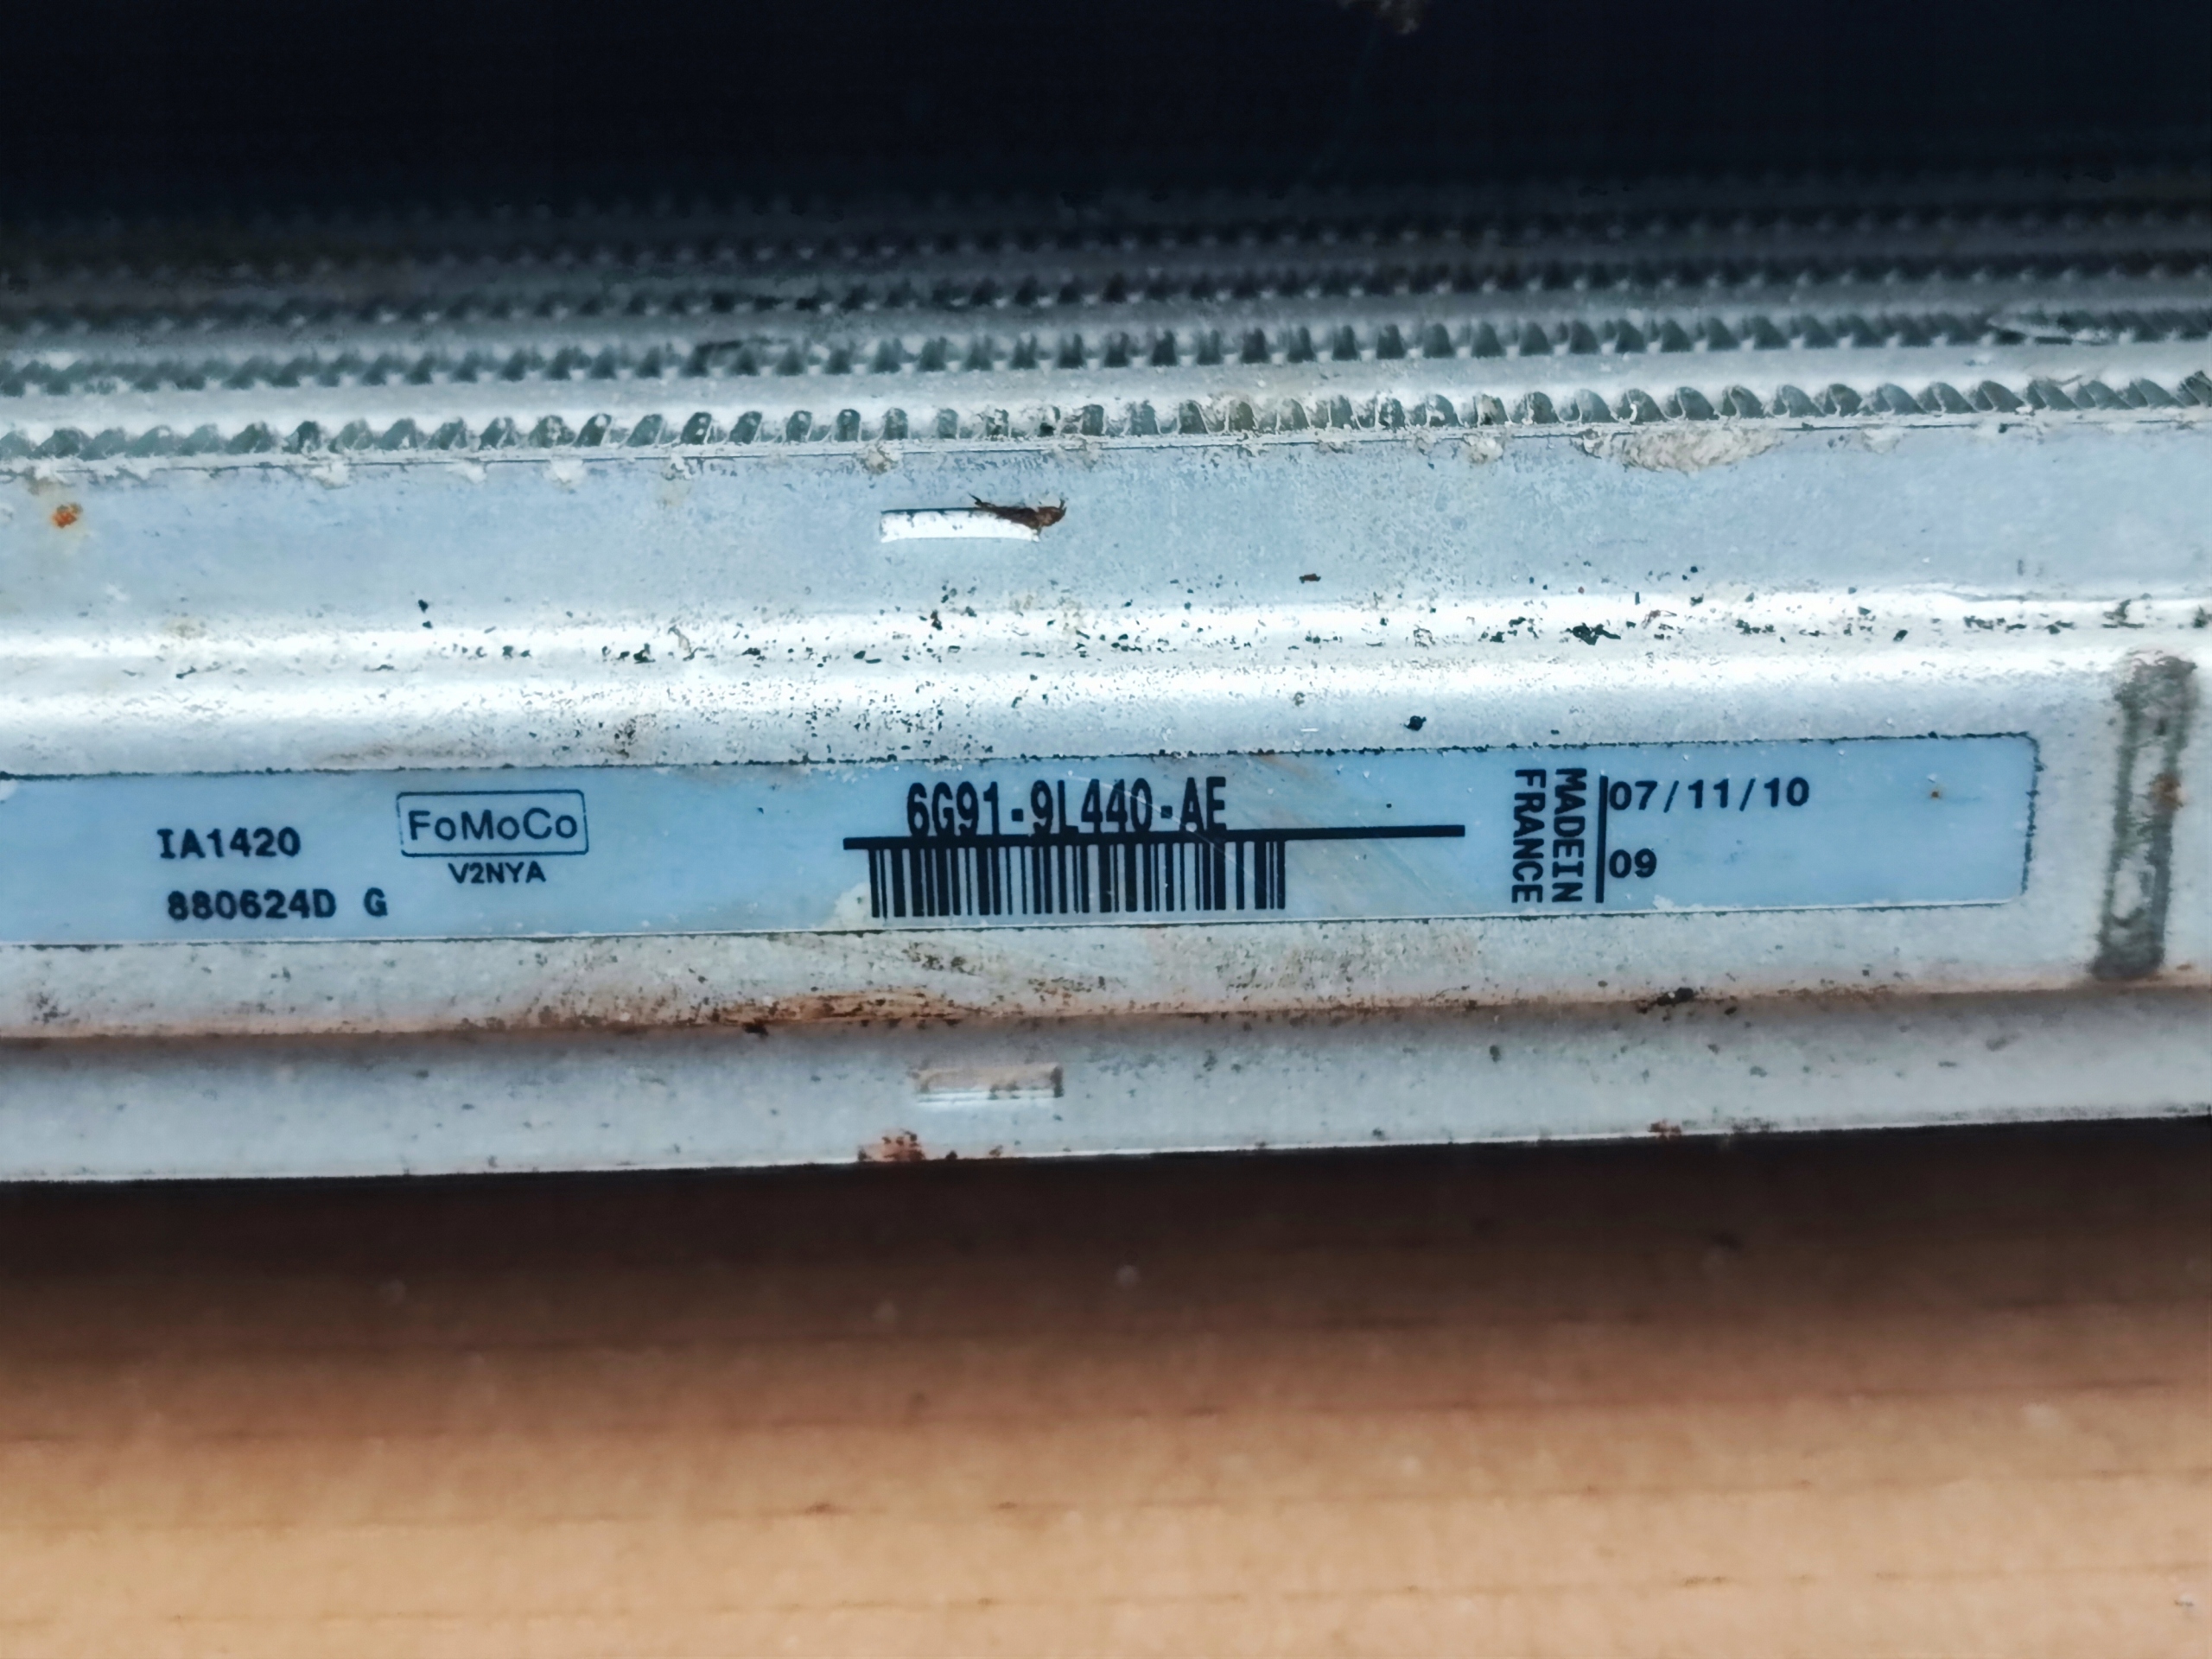 IA1420
880624D G
FoMoCo
V2NYA
6G91-9L440-AE
MADEIN
FRANCE
07/11/10
09